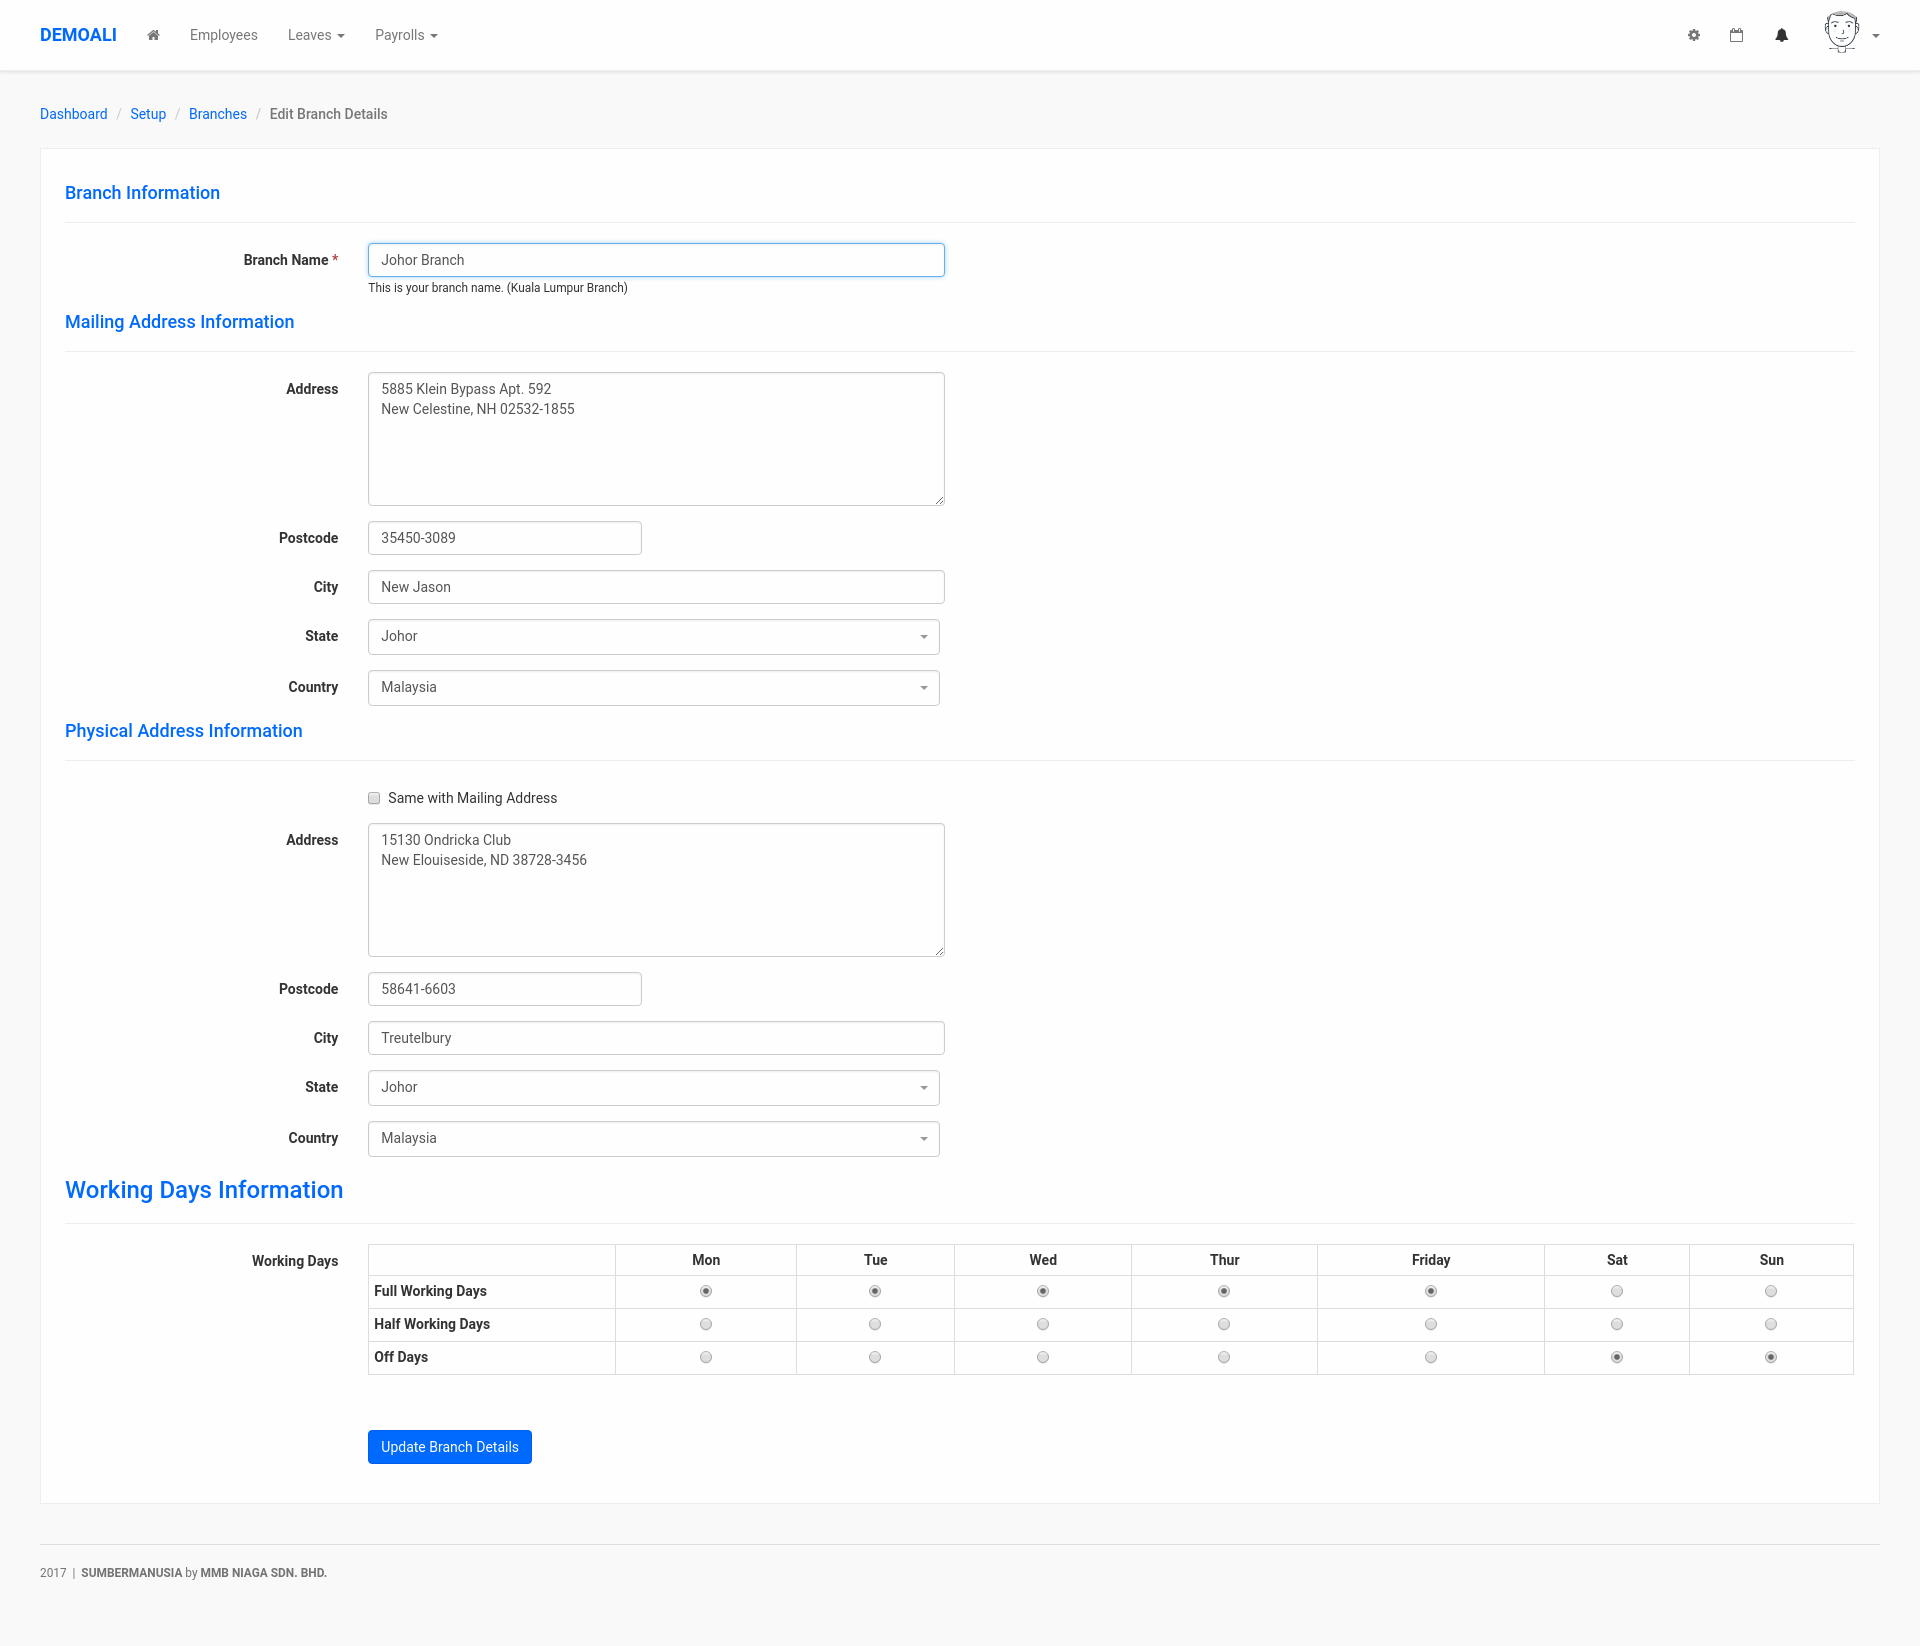 DEMOALI Employees Leaves Payrolls
Dashboard / Setup / Branches / Edit Branch Details
Branch Information
Branch Name * Johor Branch
This is your branch name. (Kuala Lumpur Branch)
Mailing Address Information
Address 5885 Klein Bypass Apt. 592
New Celestine, NH 02532-1855
Postcode 35450-3089
City New Jason
State Johor
Country Malaysia
Physical Address Information
Same with Mailing Address
Address 15130 Ondricka Club
New Elouiseside, ND 38728-3456
Postcode 58641-6603
City Treutelbury
State Johor
Country Malaysia
Working Days Information
Working Days Mon Tue Wed Thur Friday Sat Sun
Full Working Days
Half Working Days
Off Days
Update Branch Details
2017 | SUMBERMANUSIA by MMB NIAGA SDN. BHD.